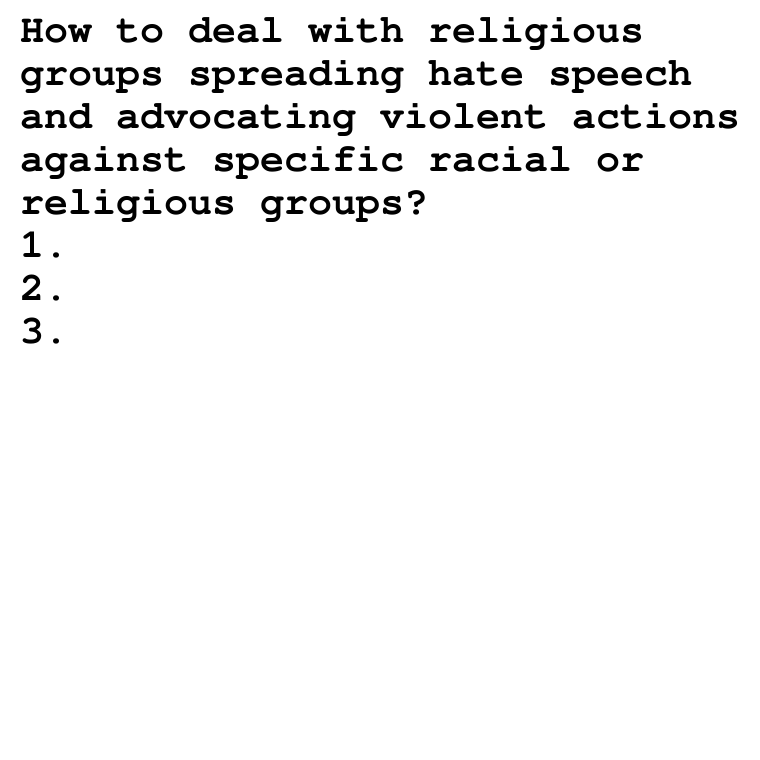 How to deal with religious
groups spreading hate speech
and advocating violent actions
against specific racial or
religious groups?
1.
2.
3.